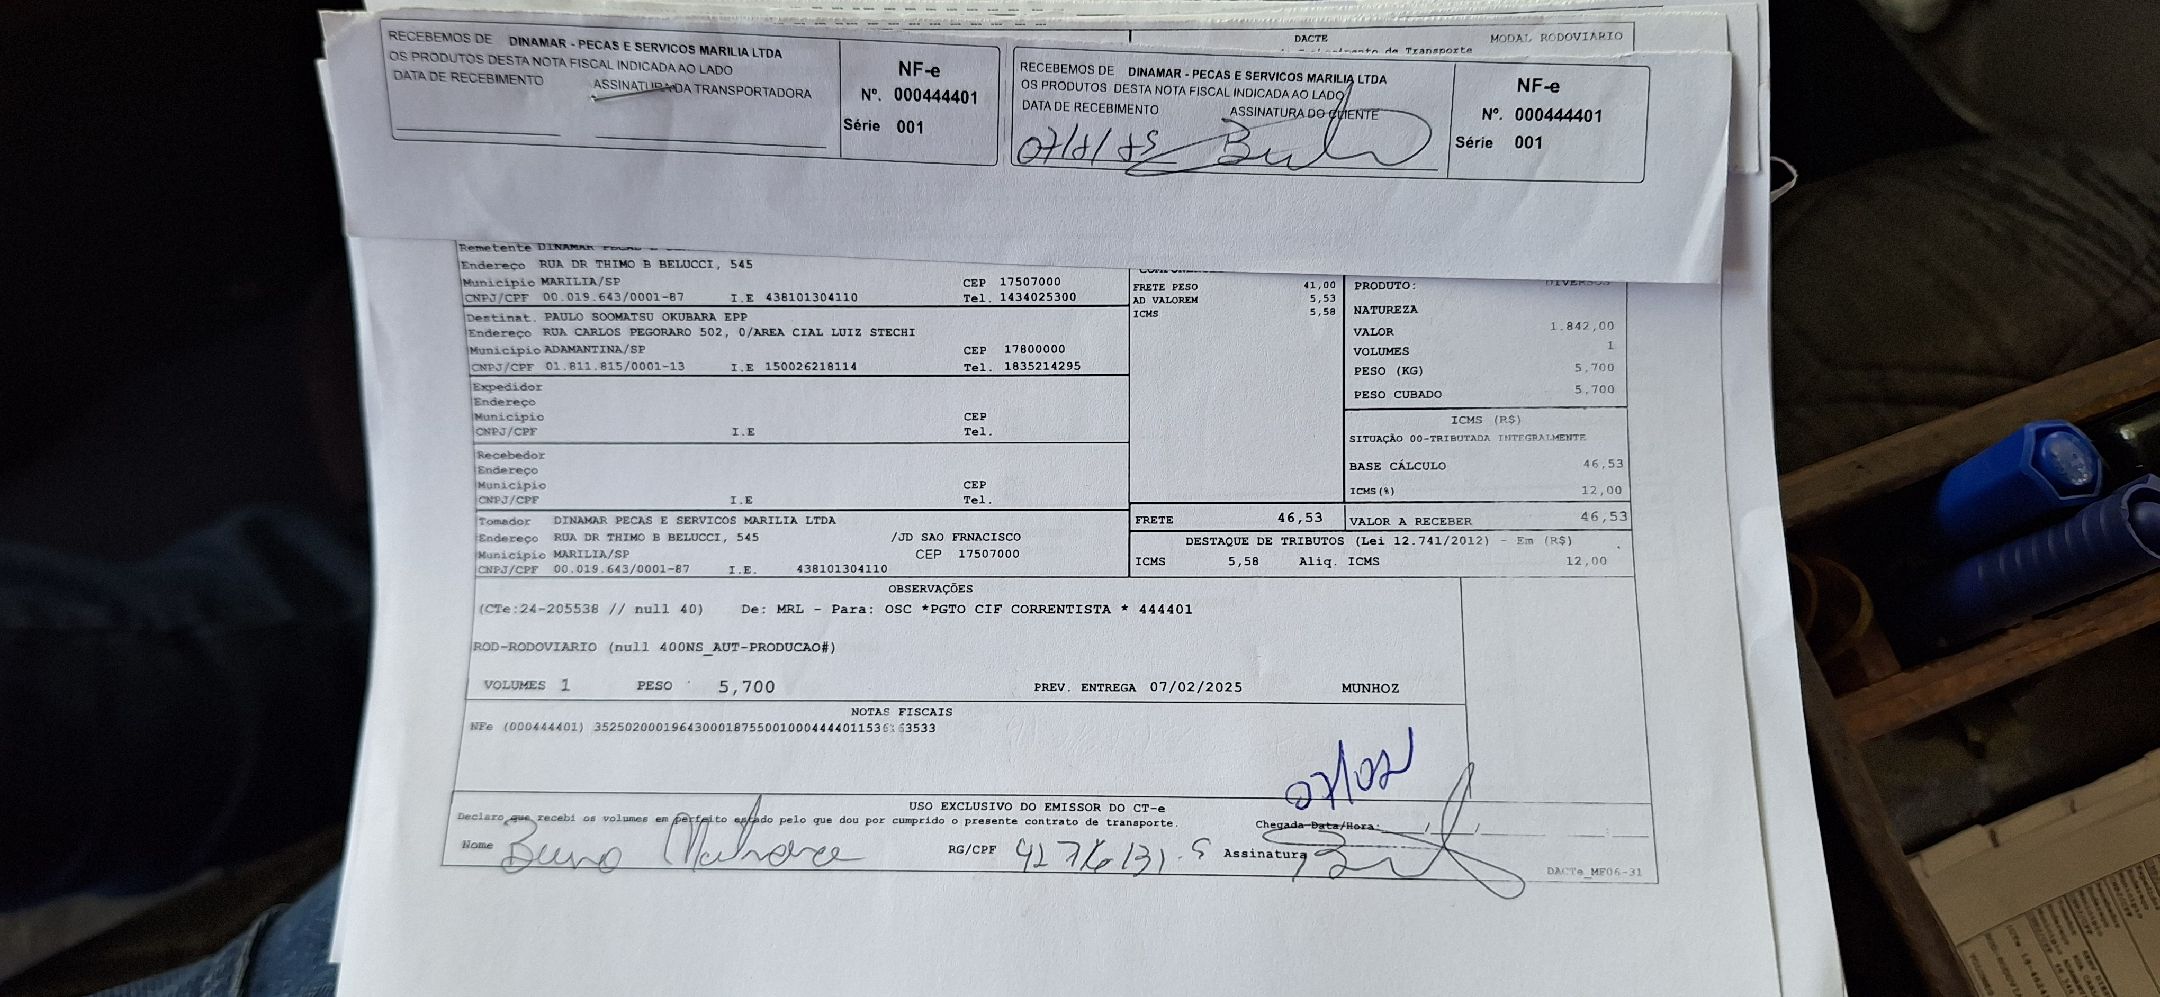 RECEBEMOS DE DINAMAR - PECAS E SERVICOS MARILIA LTDA
OS PRODUTOS DESTA NOTA FISCAL INDICADA AO LADO
DATA DE RECEBIMENTO ASSINATURA DA TRANSPORTADORA
NF-e
Nº. 000444401
Série 001
RECEBEMOS DE DINAMAR - PECAS E SERVICOS MARILIA LTDA
OS PRODUTOS DESTA NOTA FISCAL INDICADA AO LADO
DATA DE RECEBIMENTO ASSINATURA DO CLIENTE
NF-e
Nº. 000444401
Série 001
DACTE MODAL RODOVIARIO
de Transporte
Remetente DINAMAR
Endereço RUA DR THIMO B BELUCCI, 545
Municipio MARILIA/SP CEP 17507000
CNPJ/CPF 00.019.643/0001-87 I.E 438101304110 Tel. 1434025300
Destinat. PAULO SOOMATSU OKUBARA EPP
Endereço RUA CARLOS PEGORARO 502, 0/AREA CIAL LUIZ STECHI
Municipio ADAMANTINA/SP CEP 17800000
CNPJ/CPF 01.811.815/0001-13 I.E 150026218114 Tel. 1835214295
Expedidor
Endereço
Municipio CEP
CNPJ/CPF I.E Tel.
Recebedor
Endereço
Municipio CEP
CNPJ/CPF I.E Tel.
Tomador DINAMAR PECAS E SERVICOS MARILIA LTDA
Endereço RUA DR THIMO B BELUCCI, 545 /JD SAO FRNACISCO
Municipio MARILIA/SP CEP 17507000
CNPJ/CPF 00.019.643/0001-87 I.E. 438101304110
FRETE PESO 41,00
AD VALOREM 5,53
ICMS 5,58
PRODUTO: DIVERSOS
NATUREZA
VALOR 1.842,00
VOLUMES 1
PESO (KG) 5,700
PESO CUBADO 5,700
ICMS (R$)
SITUAÇÃO 00-TRIBUTADA INTEGRALMENTE
BASE CÁLCULO 46,53
ICMS(%) 12,00
FRETE 46,53 VALOR A RECEBER 46,53
DESTAQUE DE TRIBUTOS (Lei 12.741/2012) - Em (R$)
ICMS 5,58 Aliq. ICMS 12,00
OBSERVAÇÕES
(CTe:24-205538 // null 40) De: MRL - Para: OSC *PGTO CIF CORRENTISTA * 444401
ROD-RODOVIARIO (null 400NS_AUT-PRODUCAO#)
VOLUMES 1 PESO 5,700 PREV. ENTREGA 07/02/2025 MUNHOZ
NOTAS FISCAIS
NFe (000444401)
07/02
USO EXCLUSIVO DO EMISSOR DO CT-e
Declaro que recebi os volumes em perfeito estado pelo que dou por cumprido o presente contrato de transporte. Chegada Data/Hora:
Nome Bruno RG/CPF Assinatura
DACTe_MF06-31